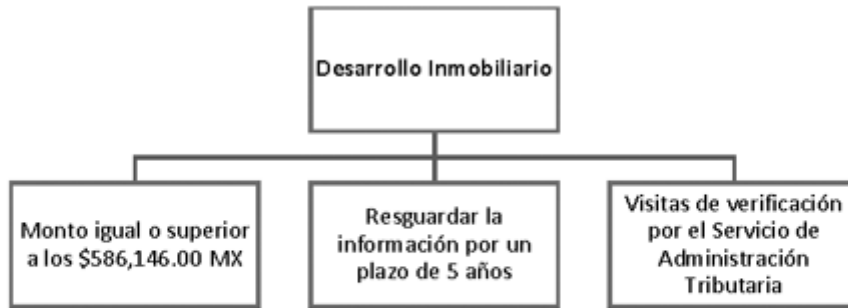 Desarrollo Inmobiliario
Monto igual o superior
a los $586,146.00 MX
Resguardar la
información por un
plazo de 5 años
Visitas de verificación
por el Servicio de
Administración
Tributaria